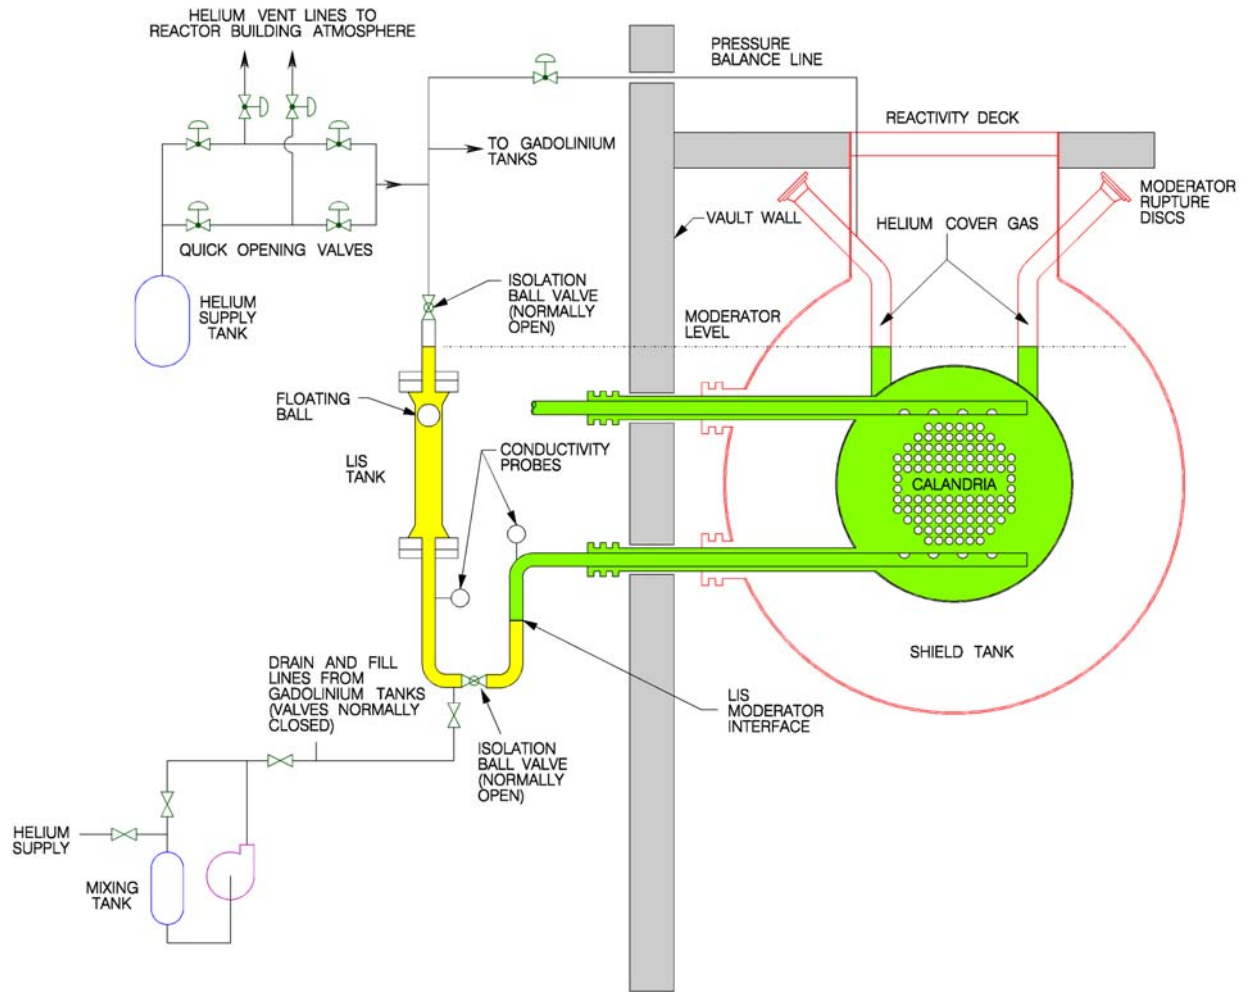 HELIUM VENT LINES TO
REACTOR BUILDING ATMOSPHERE
PRESSURE
BALANCE LINE
REACTIVITY DECK
TO GADOLINIUM
TANKS
MODERATOR
RUPTURE
DISCS
VAULT WALL
HELIUM COVER GAS
QUICK OPENING VALVES
HELIUM
SUPPLY
TANK
ISOLATION
BALL VALVE
(NORMALLY
OPEN)
MODERATOR
LEVEL
FLOATING
BALL
LIS
TANK
CONDUCTIVITY
PROBES
CALANDRIA
SHIELD TANK
DRAIN AND FILL
LINES FROM
GADOLINIUM TANKS
(VALVES NORMALLY
CLOSED)
LIS
MODERATOR
INTERFACE
ISOLATION
BALL VALVE
(NORMALLY
OPEN)
HELIUM
SUPPLY
MIXING
TANK